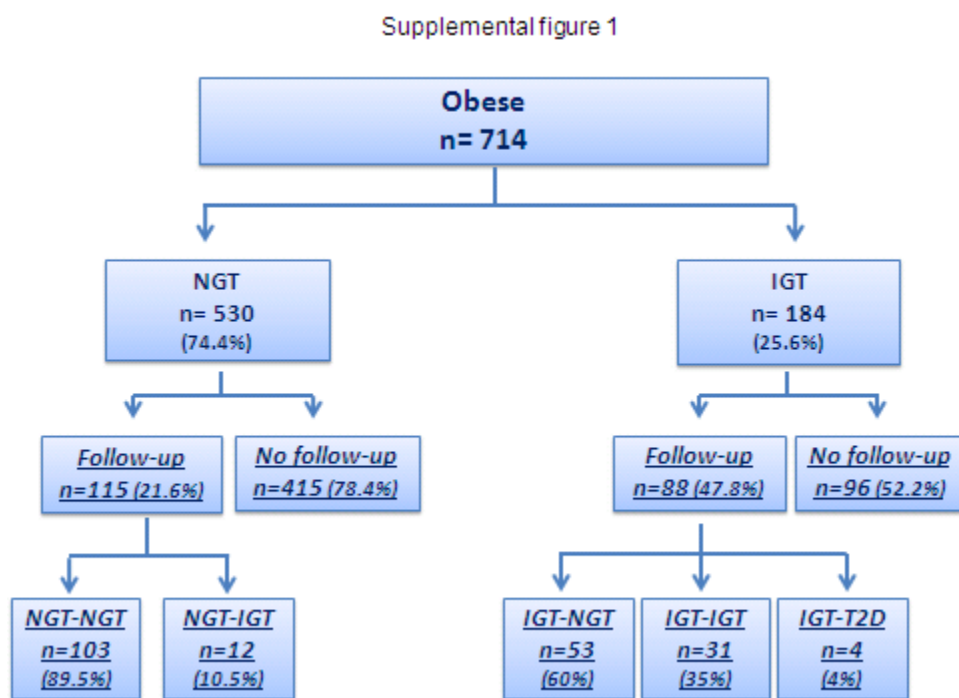 Supplemental figure 1
Obese
n= 714
NGT
n= 530
(74.4%)
IGT
n= 184
(25.6%)
Follow-up
n=115 (21.6%)
No follow-up
n=415 (78.4%)
Follow-up
n=88 (47.8%)
No follow-up
n=96 (52.2%)
NGT-NGT
n=103
(89.5%)
NGT-IGT
n=12
(10.5%)
IGT-NGT
n=53
(60%)
IGT-IGT
n=31
(35%)
IGT-T2D
n=4
(4%)